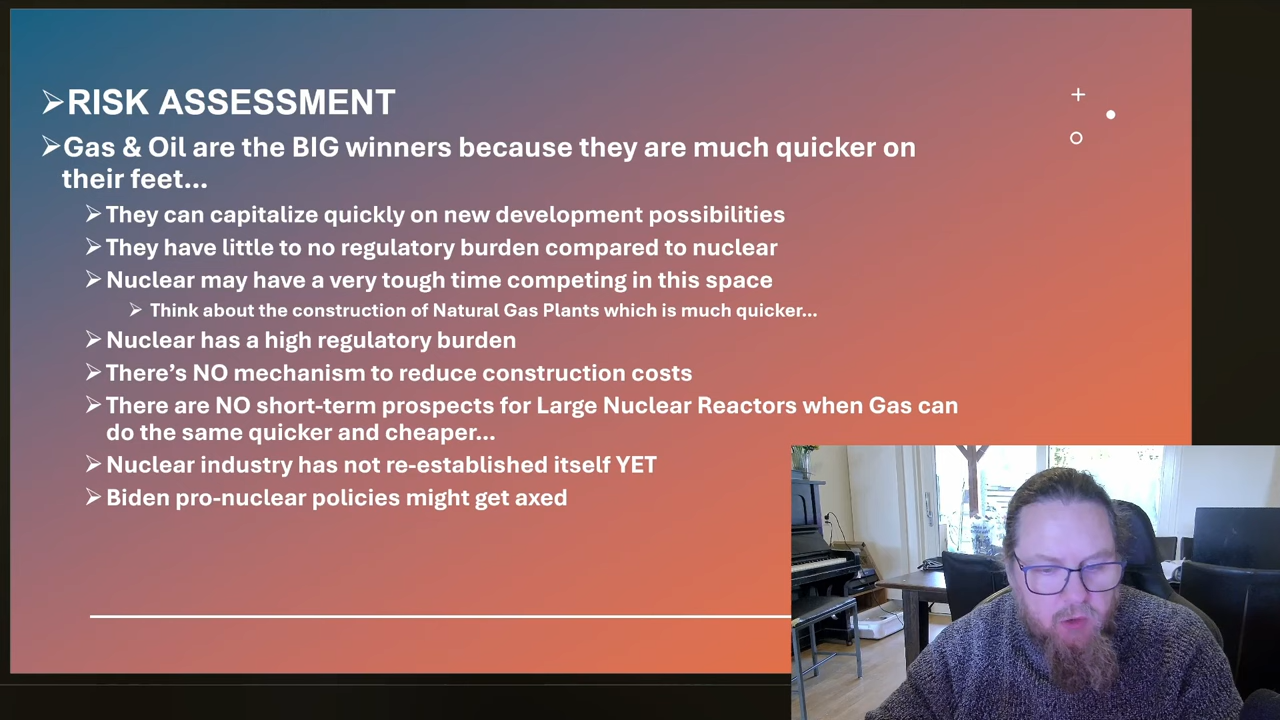 RISK ASSESSMENT
Gas & Oil are the BIG winners because they are much quicker on
their feet...
They can capitalize quickly on new development possibilities
They have little to no regulatory burden compared to nuclear
Nuclear may have a very tough time competing in this space
Think about the construction of Natural Gas Plants which is much quicker...
Nuclear has a high regulatory burden
There’s NO mechanism to reduce construction costs
There are NO short-term prospects for Large Nuclear Reactors when Gas can
do the same quicker and cheaper...
Nuclear industry has not re-established itself YET
Biden pro-nuclear policies might get axed